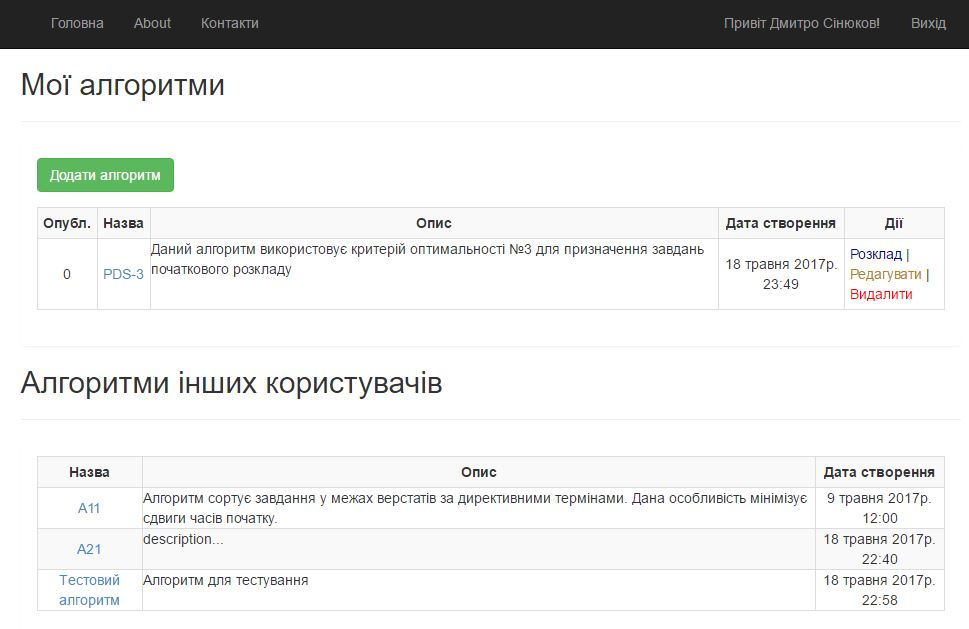 Головна About Контакти Привіт Дмитро Сінюков! Вихід
Мої алгоритми
Додати алгоритм
Опубл. Назва Опис Дата створення Дії
0 PDS-3 Даний алгоритм використовує критерій оптимальності №3 для призначення завдань
початкового розкладу
18 травня 2017р.
23:49
Розклад |
Редагувати |
Видалити
Алгоритми інших користувачів
Назва Опис Дата створення
A11 Алгоритм сортує завдання у межах верстатів за директивними термінами. Дана особливість мінімізує
сдвиги часів початку.
9 травня 2017р.
12:00
A21 description...
18 травня 2017р.
22:40
Тестовий
алгоритм
Алгоритм для тестування
18 травня 2017р.
22:58